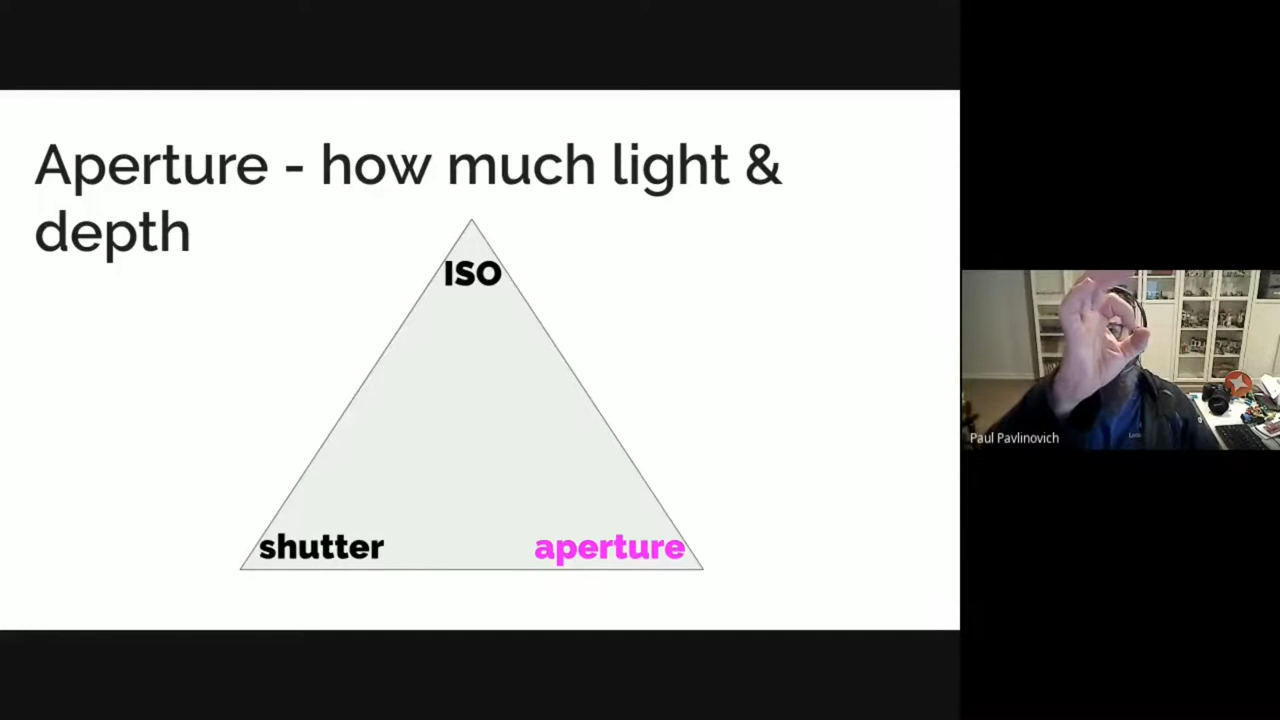 Aperture - how much light &
depth
ISO
shutter
aperture
Paul Pavlinovich